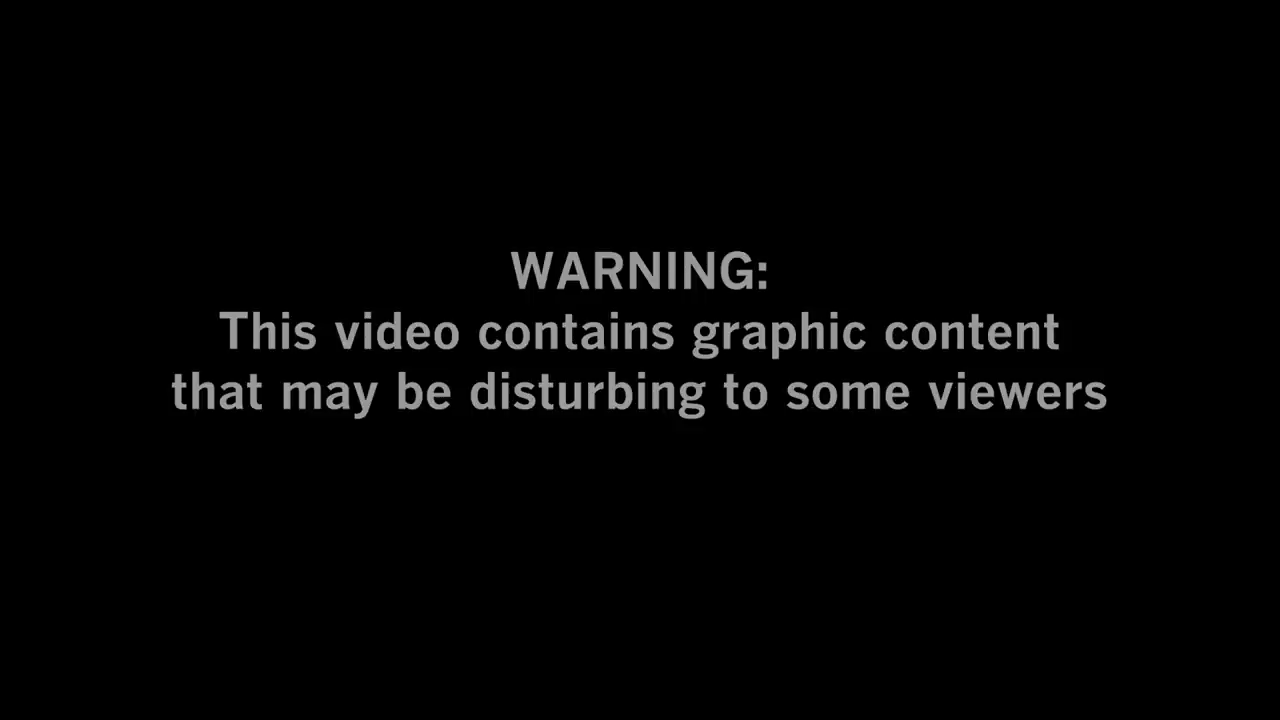 WARNING:
This video contains graphic content
that may be disturbing to some viewers